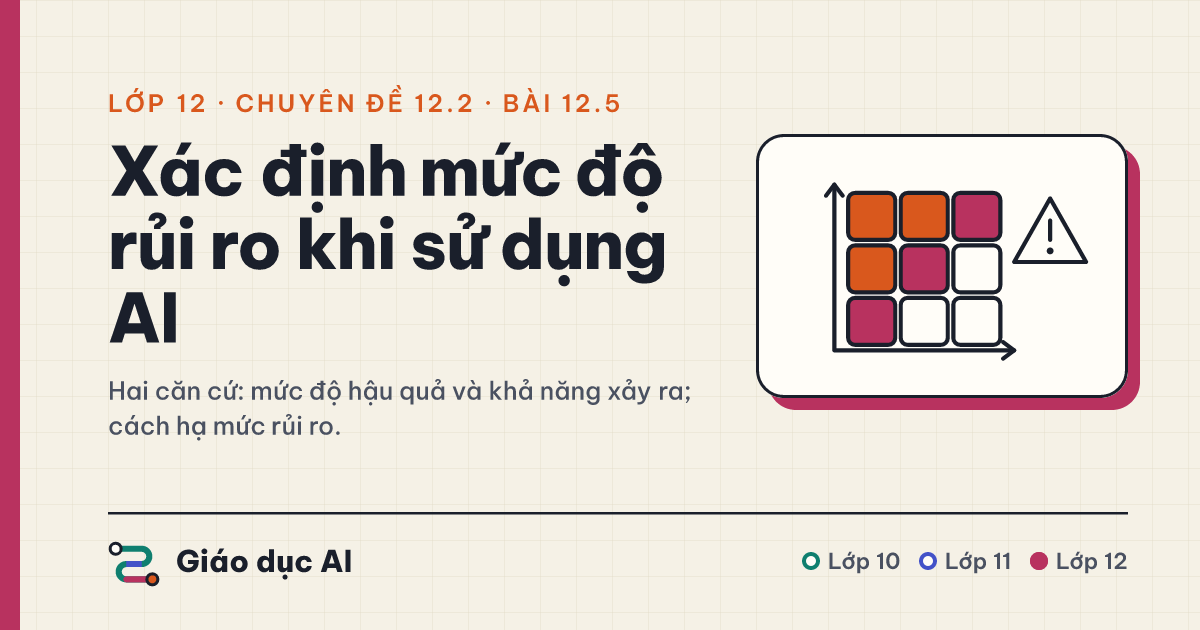 LỚP 12 · CHUYÊN ĐỀ 12.2 · BÀI 12.5
Xác định mức độ
rủi ro khi sử dụng
AI
Hai căn cứ: mức độ hậu quả và khả năng xảy ra;
cách hạ mức rủi ro.
Giáo dục AI
Lớp 10
Lớp 11
Lớp 12